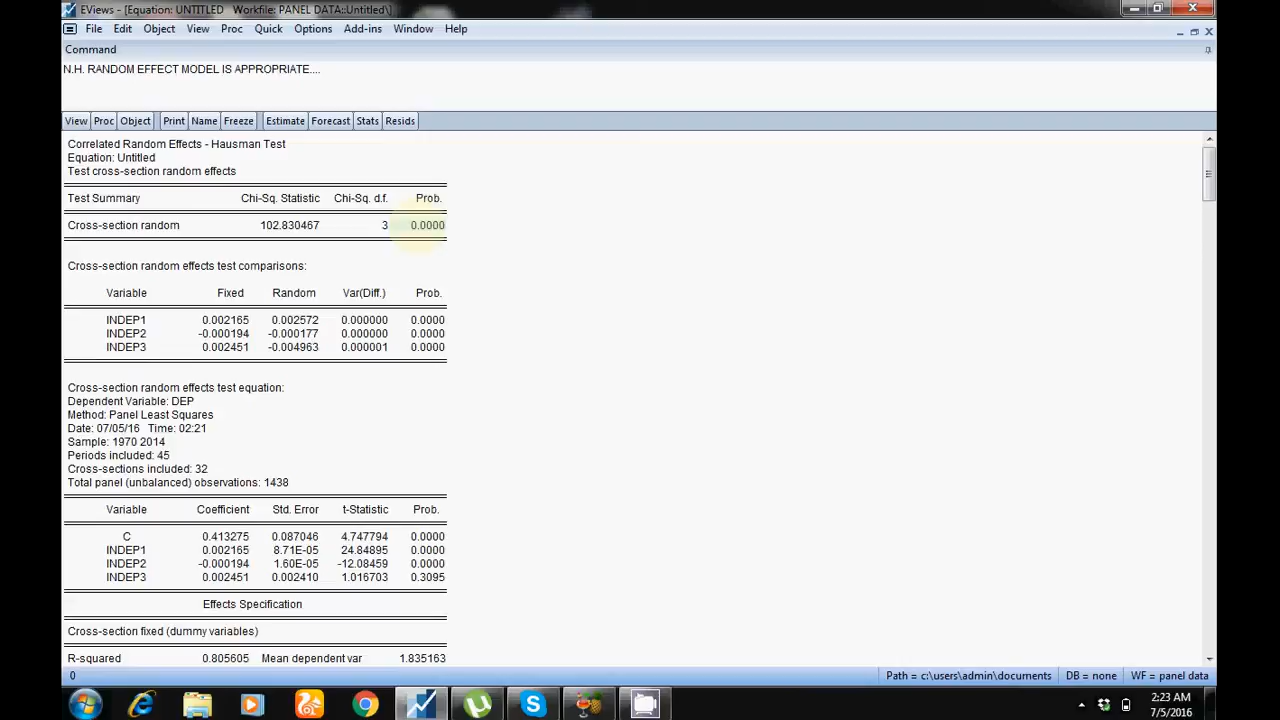 EViews - [Equation: UNTITLED   Workfile: PANEL DATA::Untitled\]
File Edit Object View Proc Quick Options Add-ins Window Help
Command
N.H. RANDOM EFFECT MODEL IS APPROPRIATE....
View Proc Object Print Name Freeze Estimate Forecast Stats Resids
Correlated Random Effects - Hausman Test
Equation: Untitled
Test cross-section random effects
Test Summary Chi-Sq. Statistic Chi-Sq. d.f. Prob.
Cross-section random 102.830467 3 0.0000
Cross-section random effects test comparisons:
Variable Fixed Random Var(Diff.) Prob.
INDEP1 0.002165 0.002572 0.000000 0.0000
INDEP2 -0.000194 -0.000177 0.000000 0.0000
INDEP3 0.002451 -0.004963 0.000001 0.0000
Cross-section random effects test equation:
Dependent Variable: DEP
Method: Panel Least Squares
Date: 07/05/16 Time: 02:21
Sample: 1970 2014
Periods included: 45
Cross-sections included: 32
Total panel (unbalanced) observations: 1438
Variable Coefficient Std. Error t-Statistic Prob.
C 0.413275 0.087046 4.747794 0.0000
INDEP1 0.002165 8.71E-05 24.84895 0.0000
INDEP2 -0.000194 1.60E-05 -12.08459 0.0000
INDEP3 0.002451 0.002410 1.016703 0.3095
Effects Specification
Cross-section fixed (dummy variables)
R-squared 0.805605 Mean dependent var 1.835163
0 Path = c:\users\admin\documents DB = none WF = panel data
2:23 AM
7/5/2016